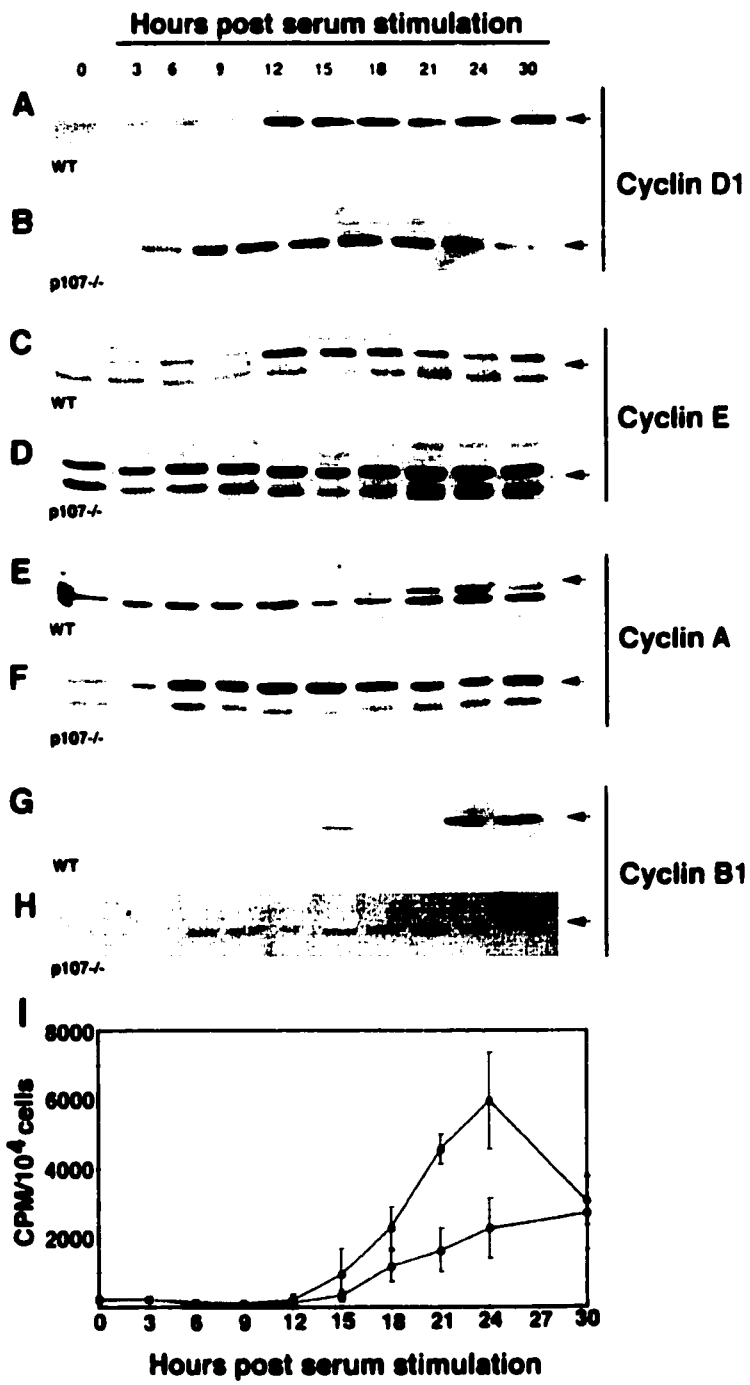 Hours post serum stimulation
0 3 6 9 12 15 18 21 24 30
A
WT
Cyclin D1
B
p107-/-
C
WT
Cyclin E
D
p107-/-
E
WT
Cyclin A
F
p107-/-
G
WT
Cyclin B1
H
p107-/-
I
8000
6000
4000
2000
CPM/10⁴ cells
0 3 6 9 12 15 18 21 24 27 30
Hours post serum stimulation